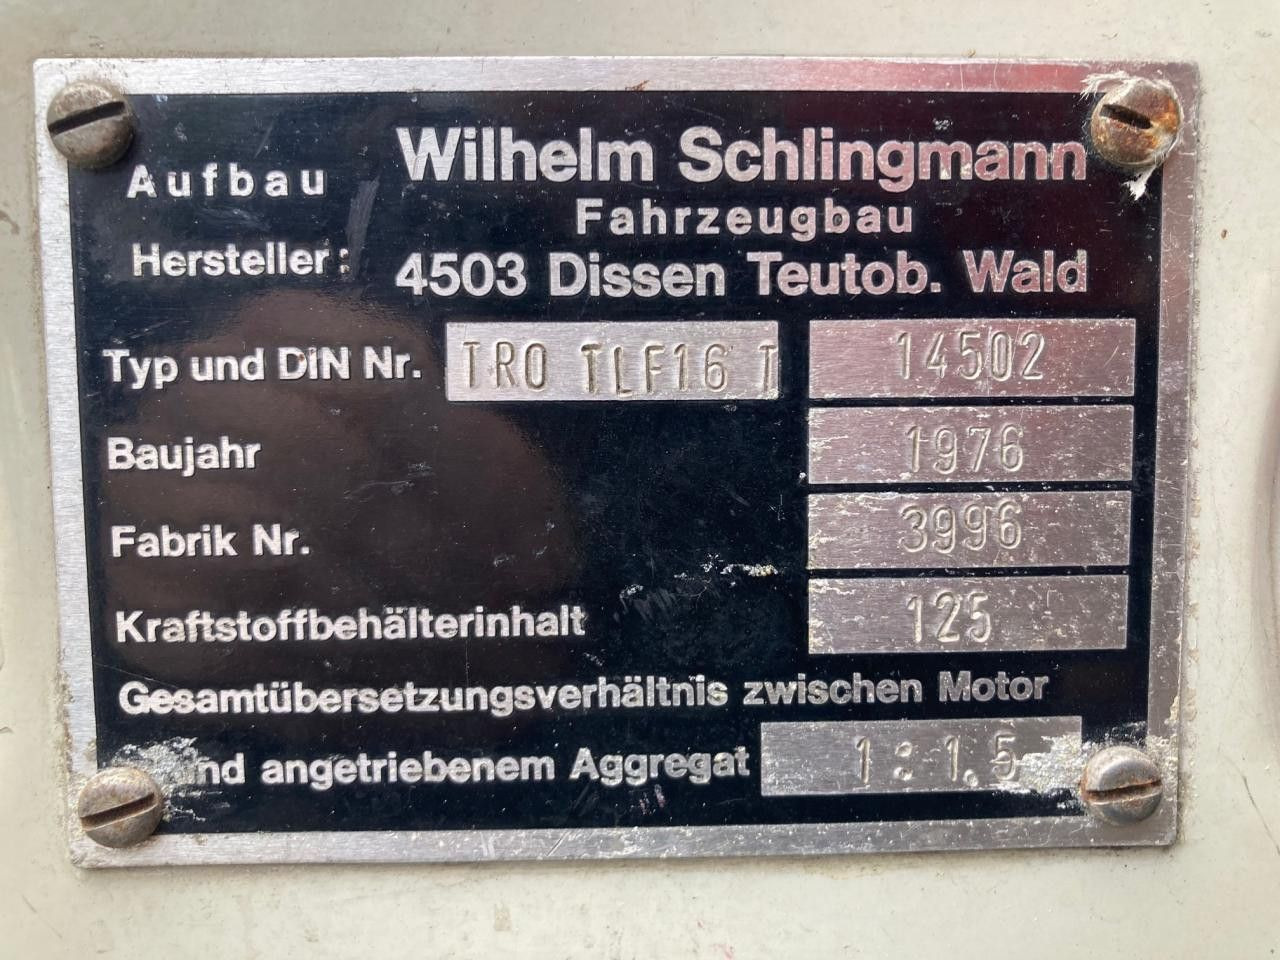 Aufbau Wilhelm Schlingmann
Fahrzeugbau
Hersteller: 4503 Dissen Teutob. Wald
Typ und DIN Nr. TRO TLF16 T 14502
Baujahr 1976
Fabrik Nr. 3996
Kraftstoffbehälterinhalt 125
Gesamtübersetzungsverhältnis zwischen Motor
und angetriebenem Aggregat 1:1,5